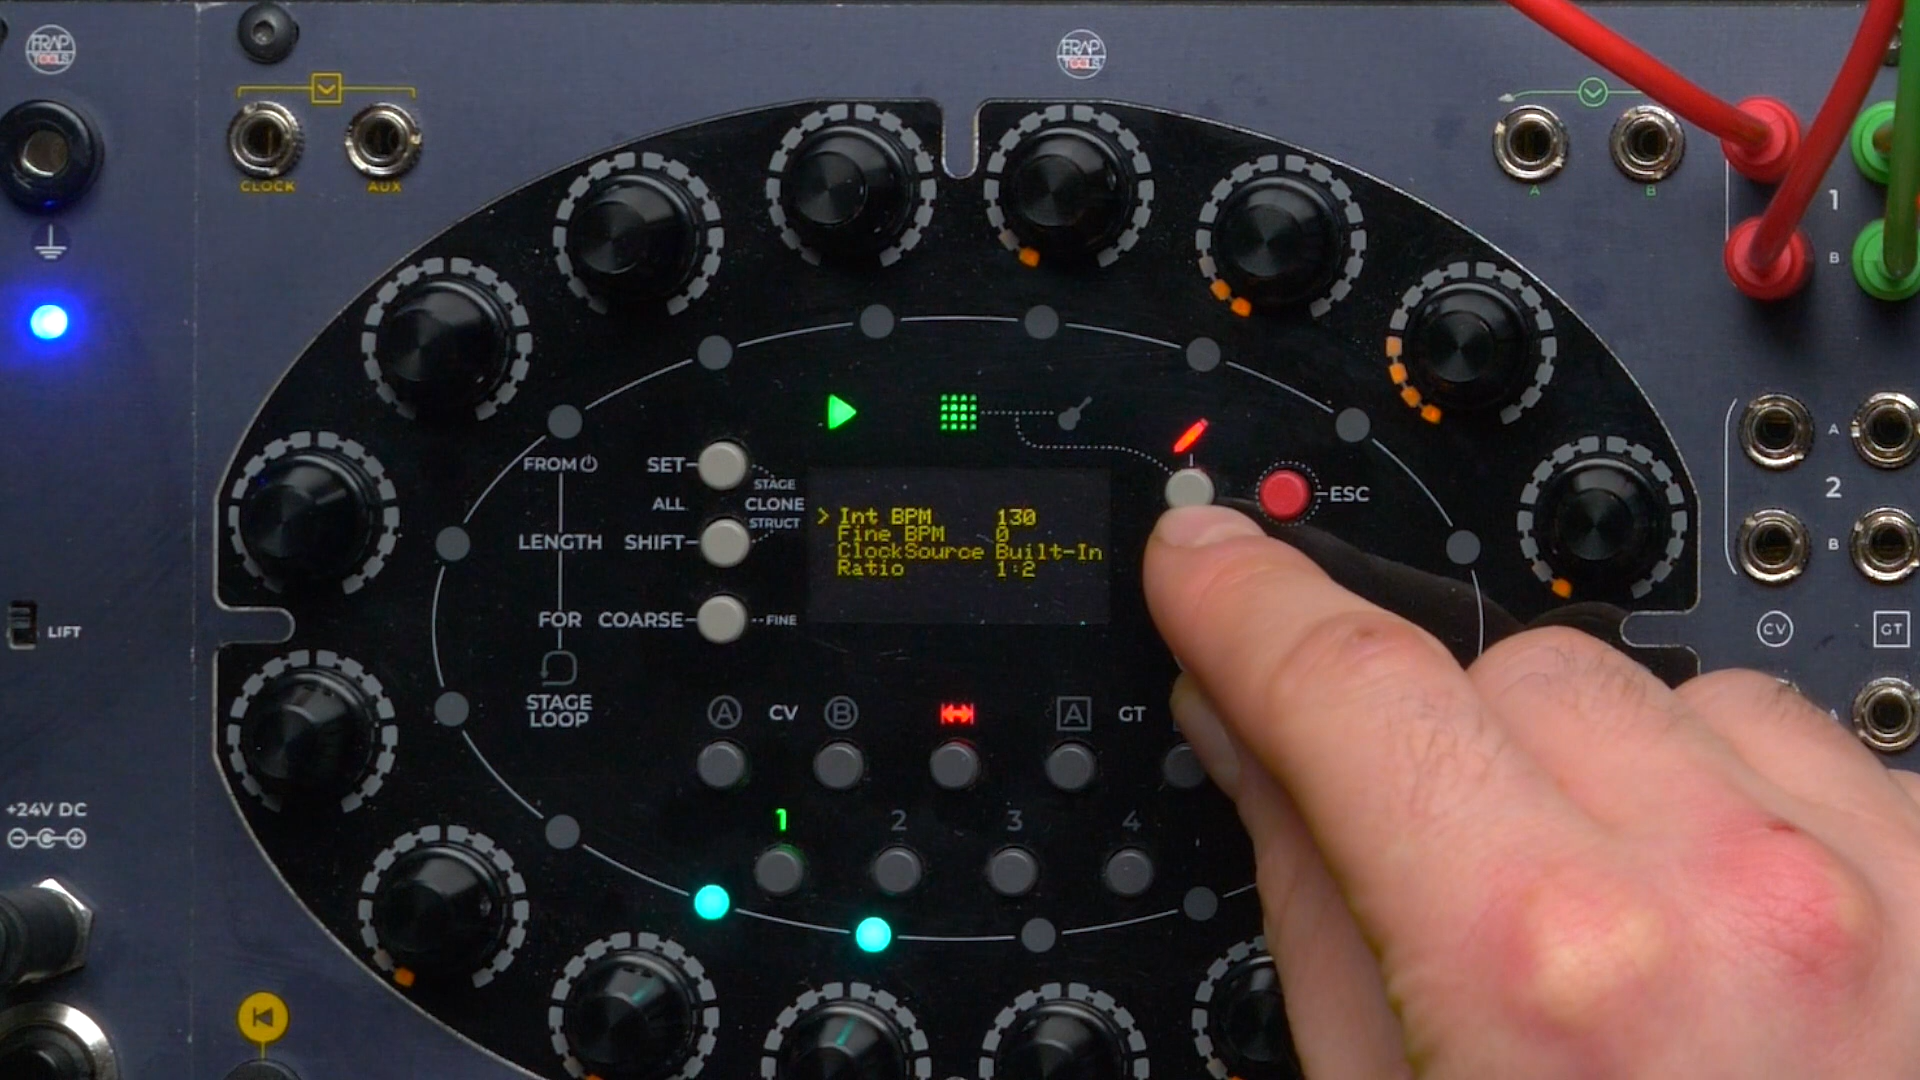 FRAP
TOOLS
FRAP
TOOLS
CLOCK
AUX
A
B
1
B
FROM
SET
STAGE
ALL
CLONE
STRUCT
LENGTH
SHIFT
FOR
COARSE
FINE
STAGE
LOOP
ESC
> Int BPM 130
Fine BPM 0
ClockSource Built-In
Ratio 1:2
A
CV
B
A
GT
1
2
3
4
LIFT
+24V DC
A
2
B
CV
GT
A